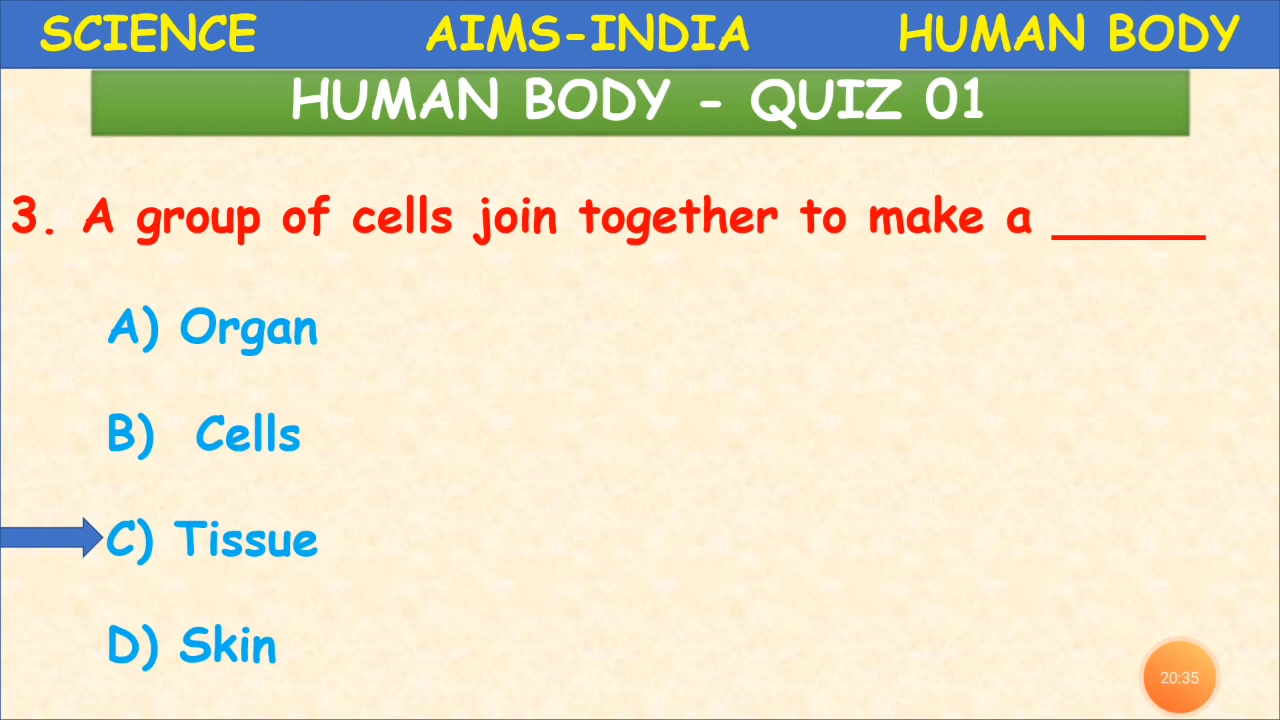 SCIENCE AIMS-INDIA HUMAN BODY
HUMAN BODY - QUIZ 01
3. A group of cells join together to make a ______
A) Organ
B) Cells
C) Tissue
D) Skin
20:35